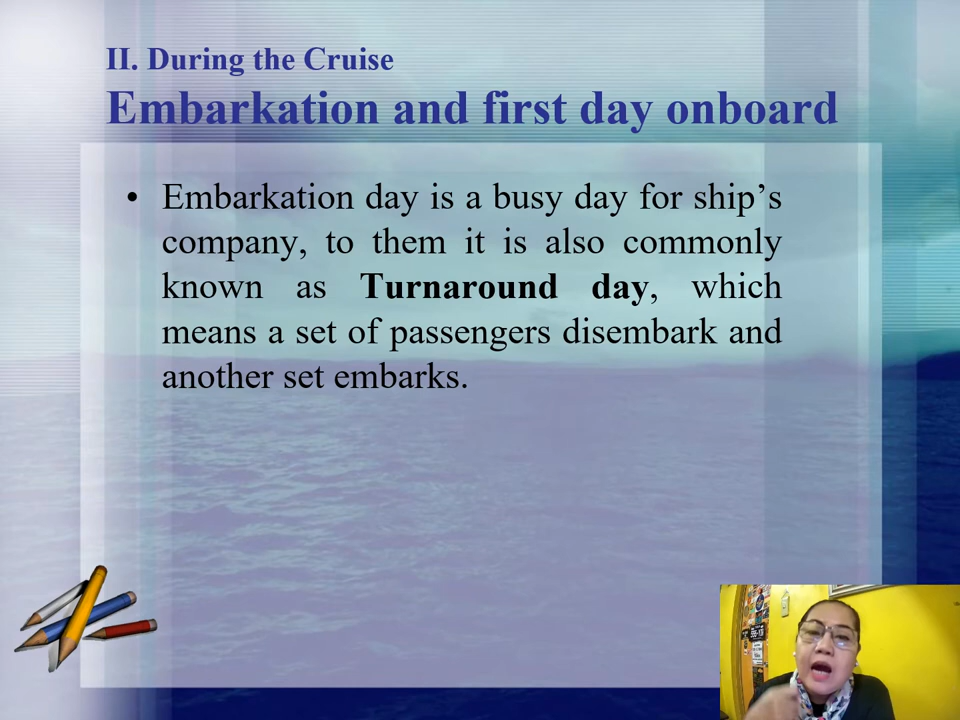 II. During the Cruise
Embarkation and first day onboard
• Embarkation day is a busy day for ship's
company, to them it is also commonly
known as Turnaround day, which
means a set of passengers disembark and
another set embarks.